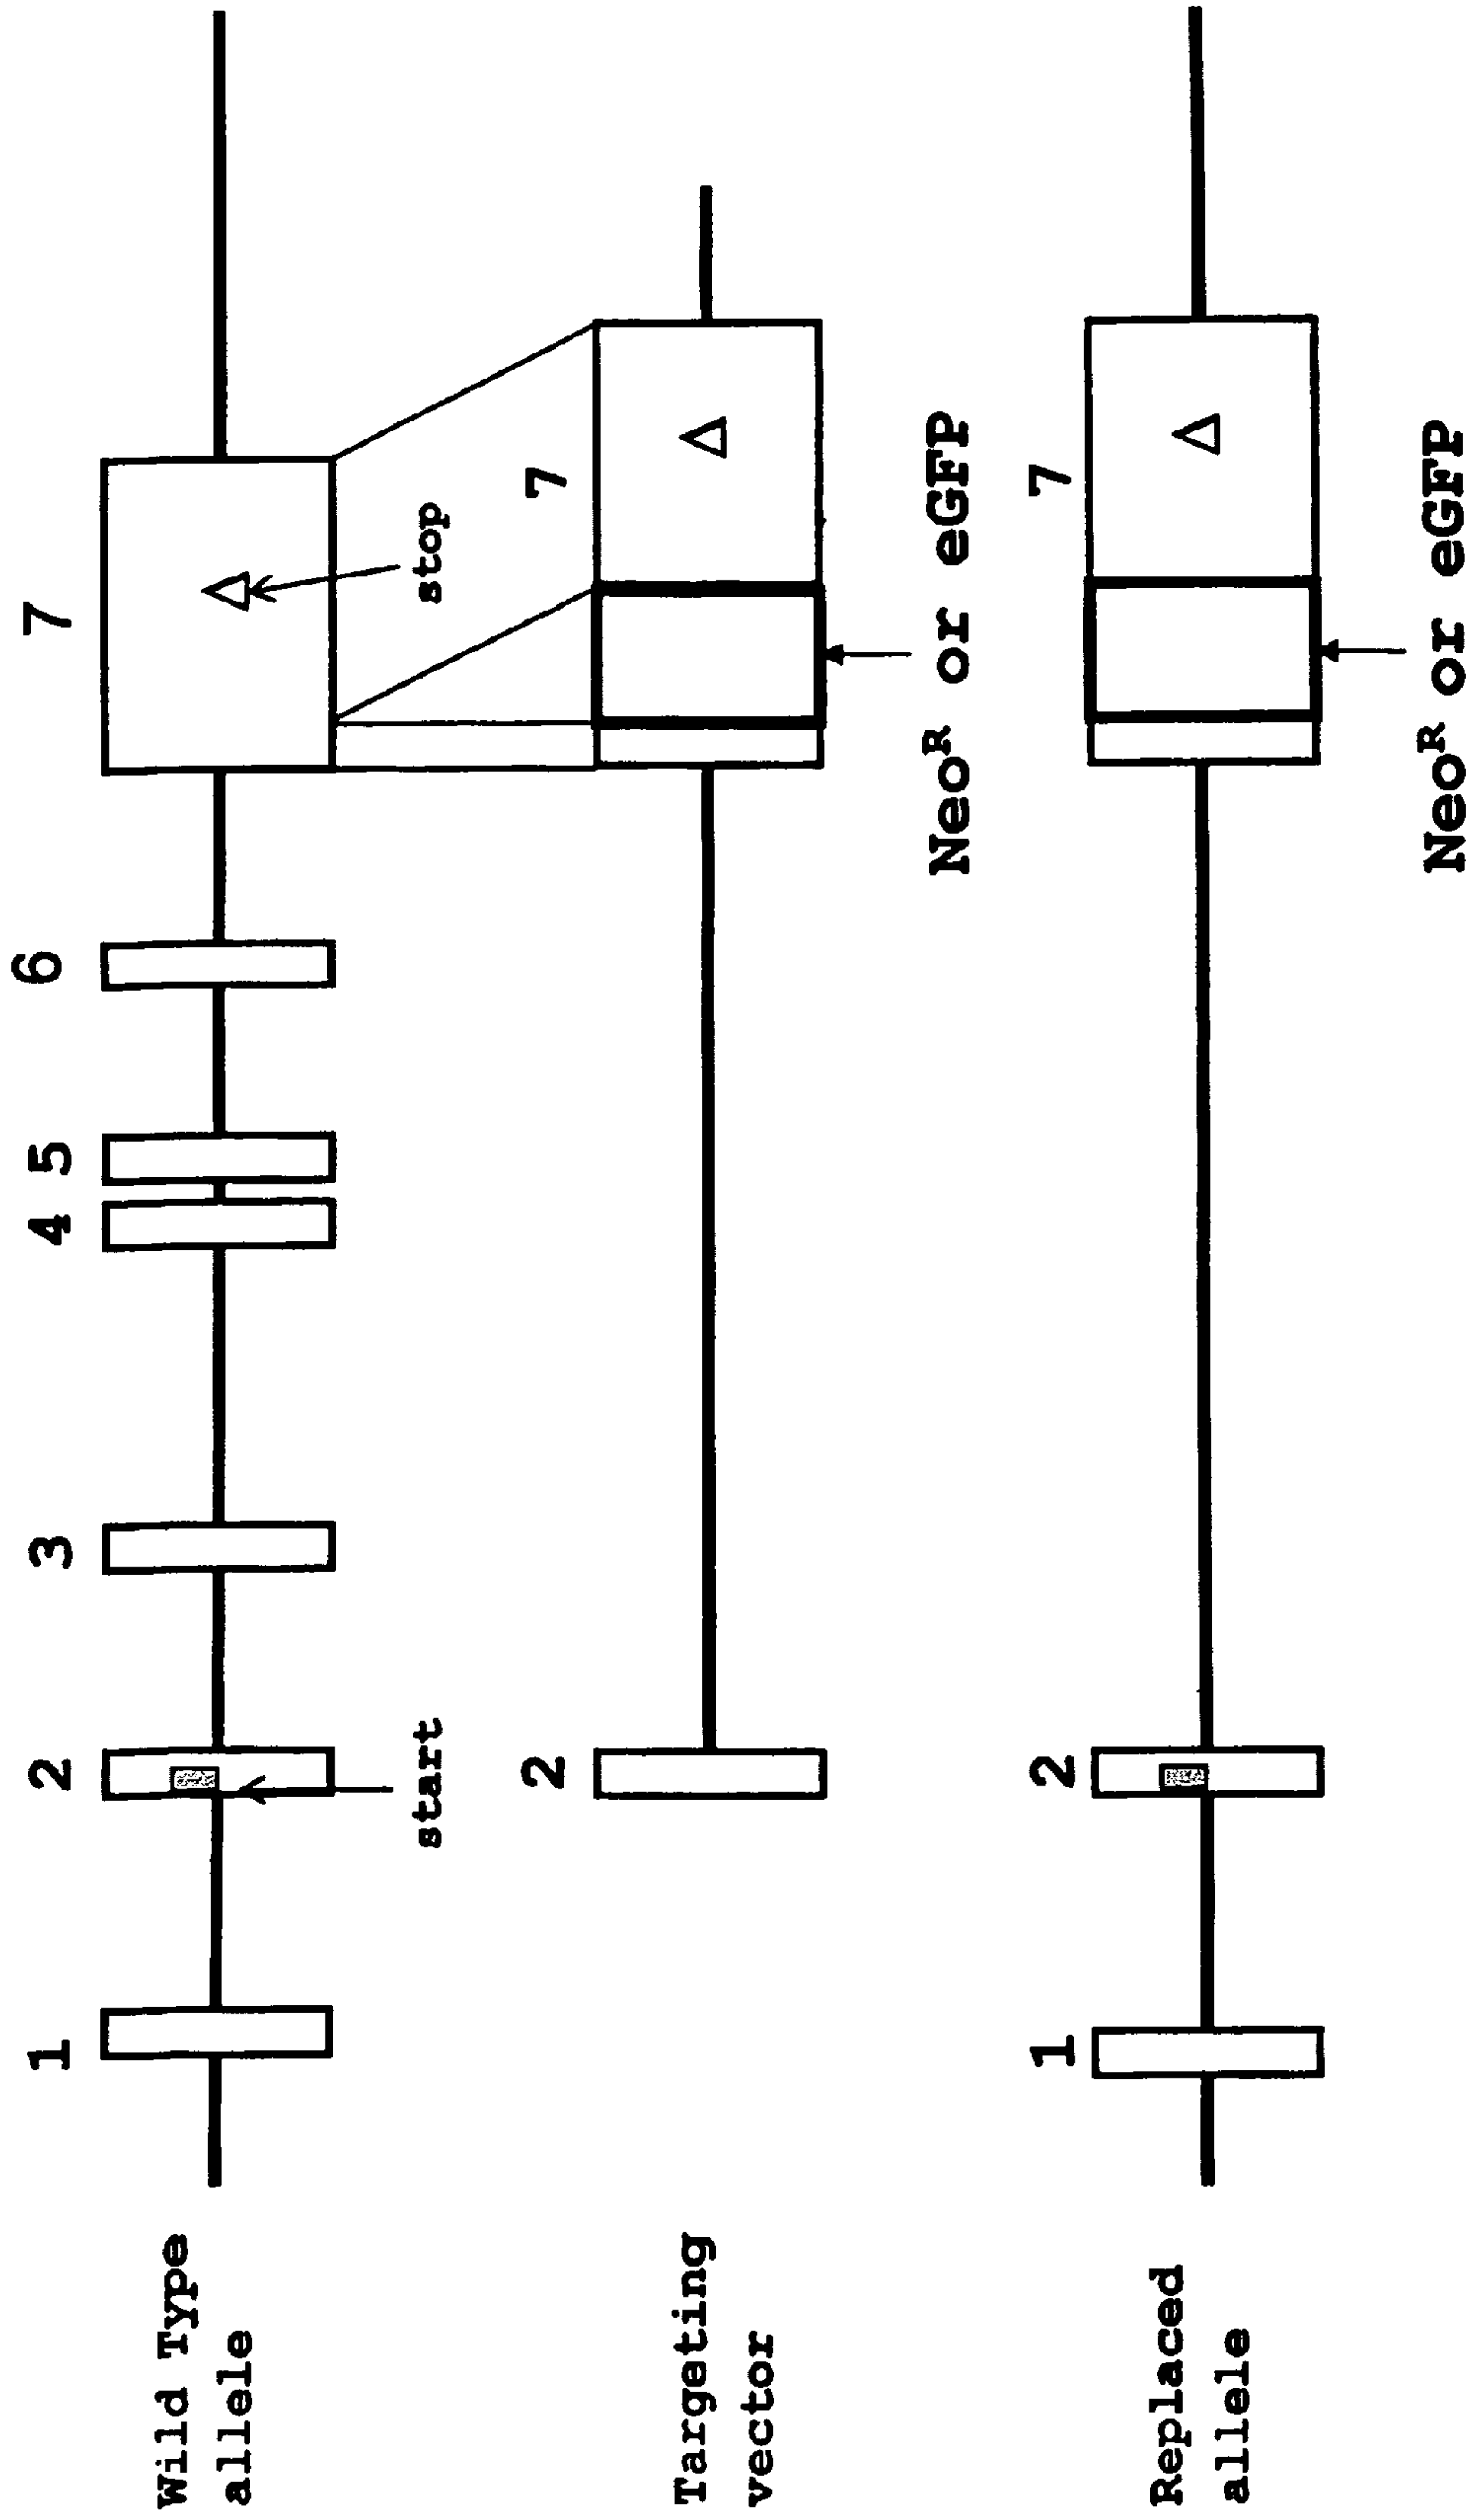 1 2 3 4 5 6 7
Wild Type
allele
start
stop
2 7
Targeting
vector
Neoᴿ or eGFP
1 2 7
Replaced
allele
Neoᴿ or eGFP